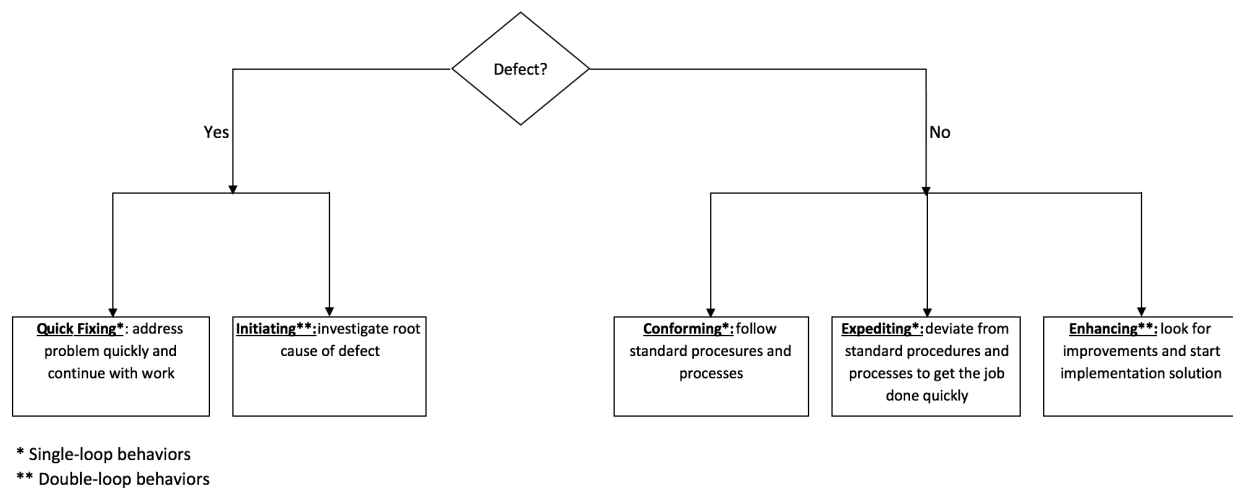 Defect?
Yes
No
Quick Fixing*: address
problem quickly and
continue with work
Initiating**:investigate root
cause of defect
Conforming*: follow
standard procesures and
processes
Expediting*: deviate from
standard procedures and
processes to get the job
done quickly
Enhancing**: look for
improvements and start
implementation solution
* Single-loop behaviors
** Double-loop behaviors